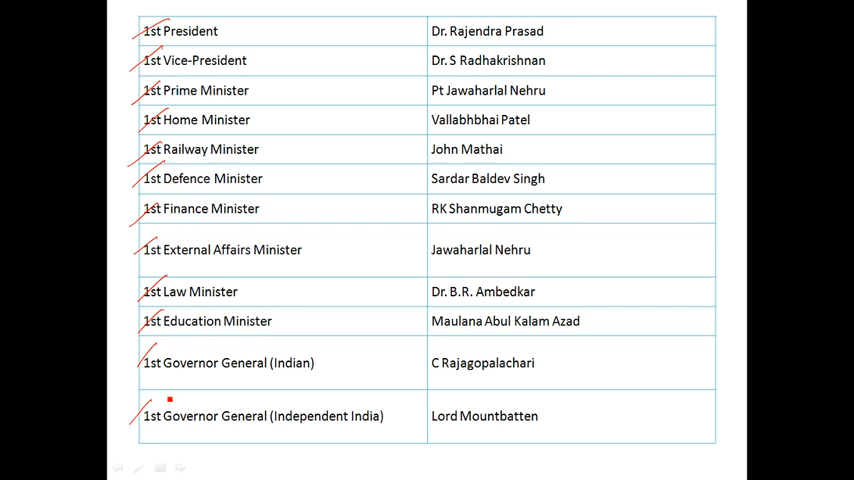 1st President Dr. Rajendra Prasad
1st Vice-President Dr. S Radhakrishnan
1st Prime Minister Pt Jawaharlal Nehru
1st Home Minister Vallabhbhai Patel
1st Railway Minister John Mathai
1st Defence Minister Sardar Baldev Singh
1st Finance Minister RK Shanmugam Chetty
1st External Affairs Minister Jawaharlal Nehru
1st Law Minister Dr. B.R. Ambedkar
1st Education Minister Maulana Abul Kalam Azad
1st Governor General (Indian) C Rajagopalachari
1st Governor General (Independent India) Lord Mountbatten